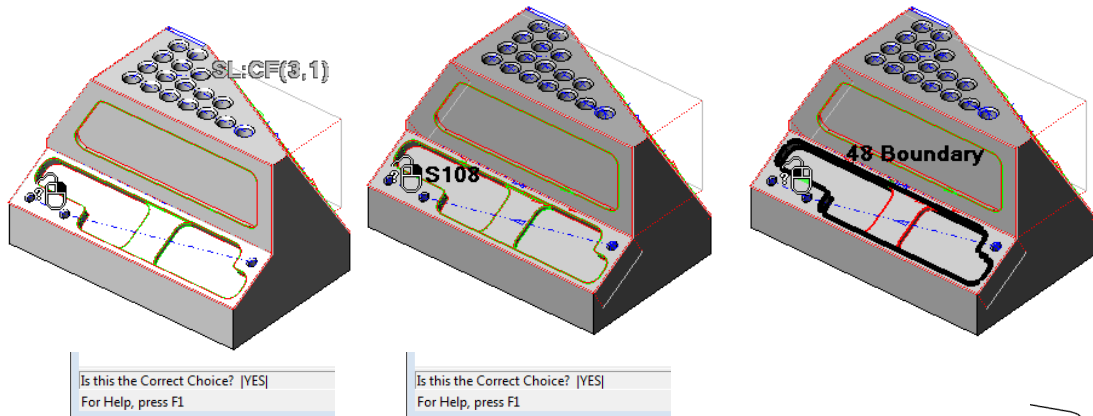 SL:CF(3,1)
S108
48 Boundary
Is this the Correct Choice? |YES|
For Help, press F1
Is this the Correct Choice? |YES|
For Help, press F1